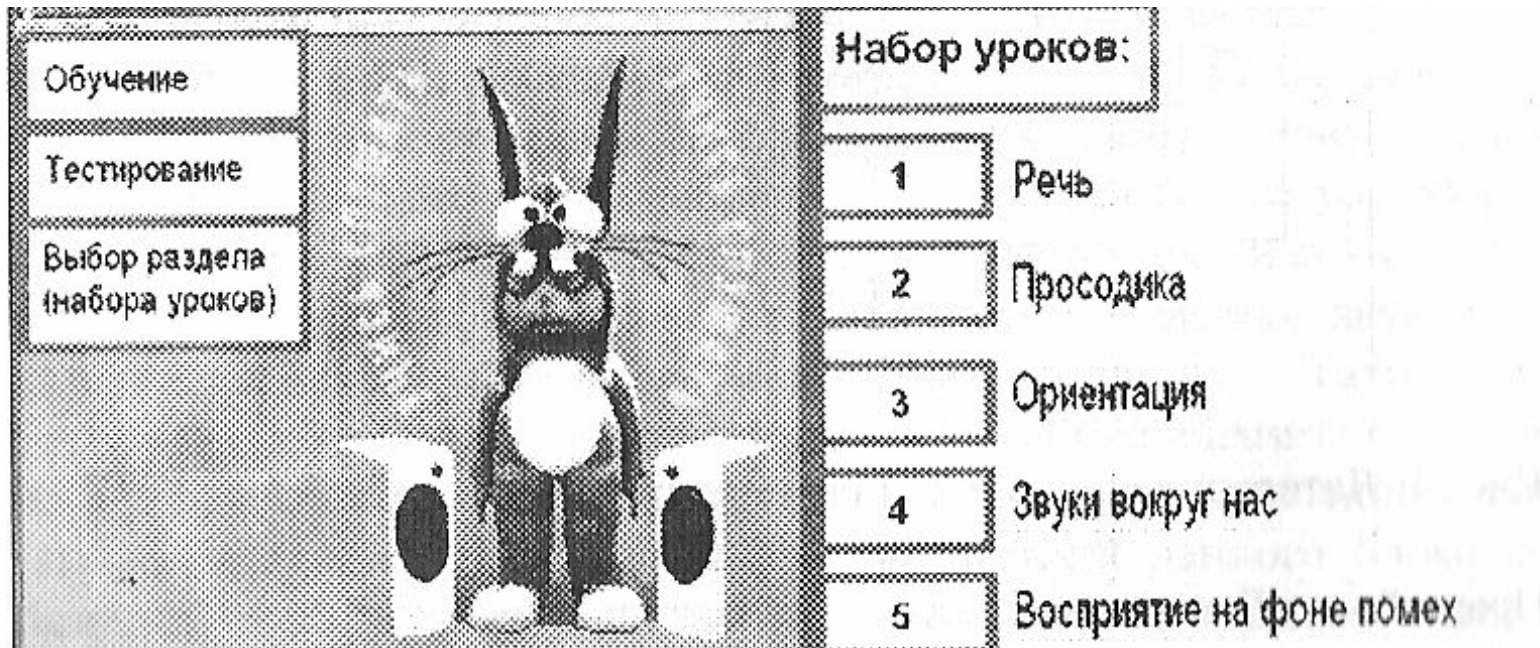 Обучение
Тестирование
Выбор раздела
(набора уроков)
Набор уроков:
1 Речь
2 Просодика
3 Ориентация
4 Звуки вокруг нас
5 Восприятие на фоне помех